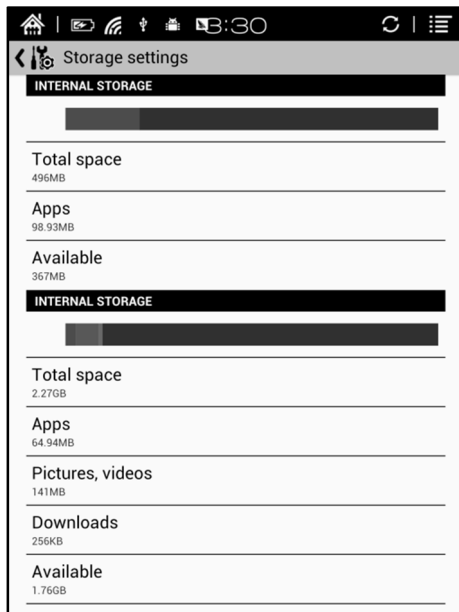 3:30
Storage settings
INTERNAL STORAGE
Total space
496MB
Apps
98.93MB
Available
367MB
INTERNAL STORAGE
Total space
2.27GB
Apps
64.94MB
Pictures, videos
141MB
Downloads
256KB
Available
1.76GB